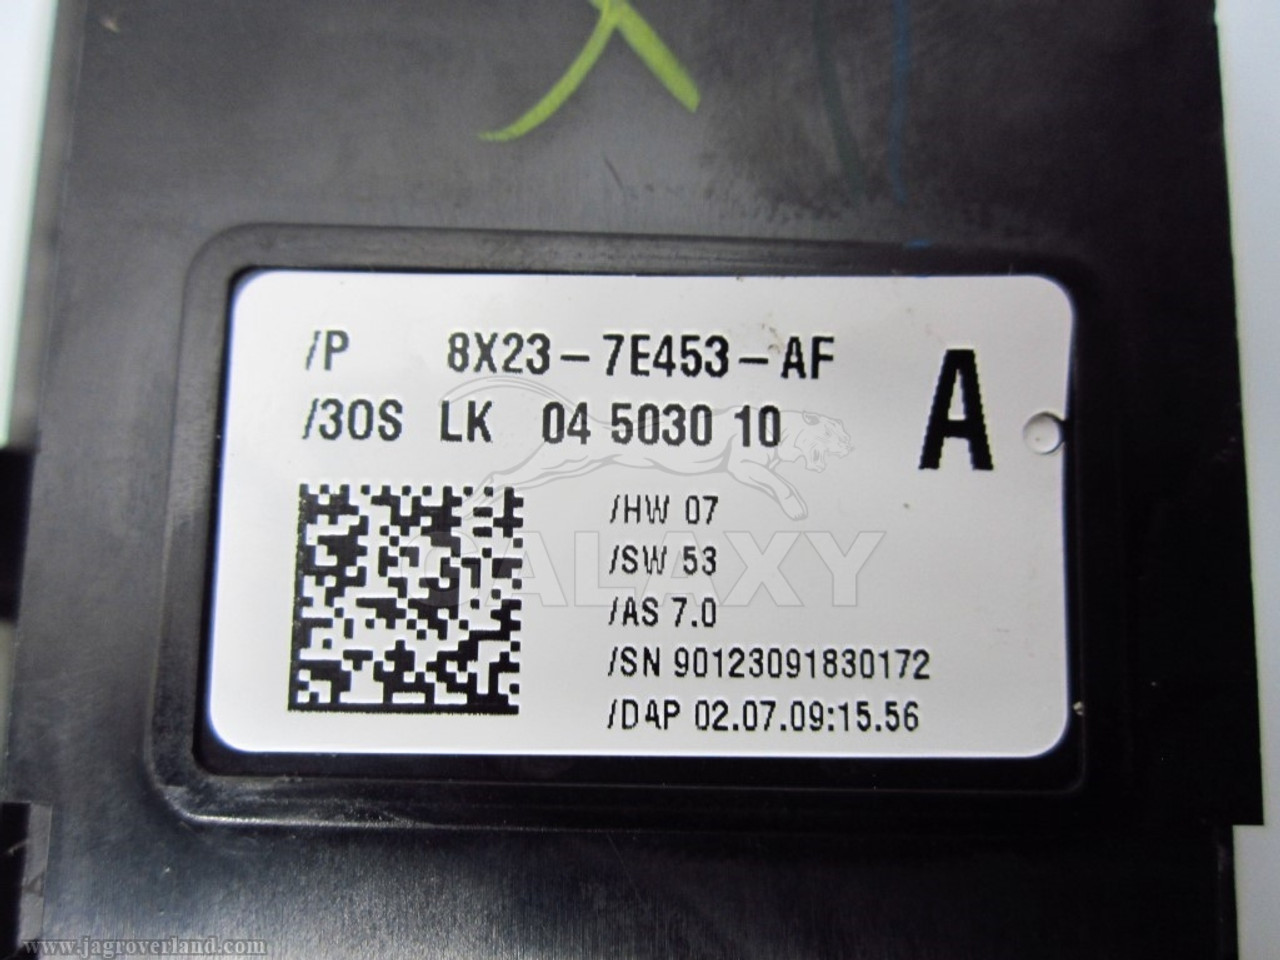 /P 8X23-7E453-AF
/30S LK 04 5030 10
A
/HW 07
/SW 53
/AS 7.0
/SN 90123091830172
/DAP 02.07.09:15.56
GALAXY
www.jagroverland.com